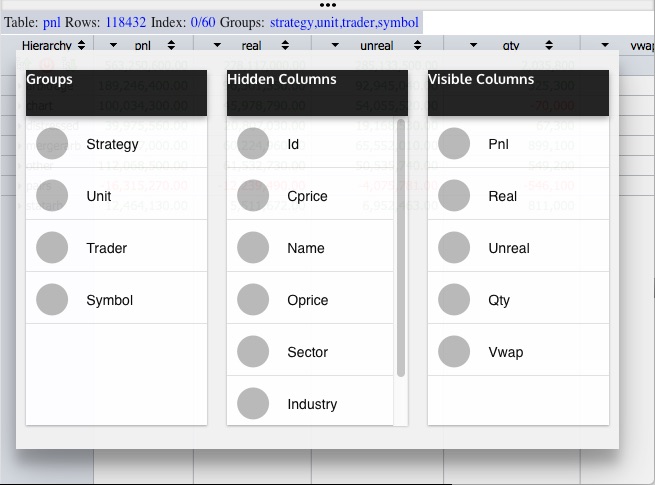 •••
Table: pnl Rows: 118432 Index: 0/60 Groups: strategy,unit,trader,symbol
Hierarchy pnl real unreal qty vwap
Groups Hidden Columns Visible Columns
Strategy Id Pnl
Unit Cprice Real
Trader Name Unreal
Symbol Oprice Qty
Sector Vwap
Industry